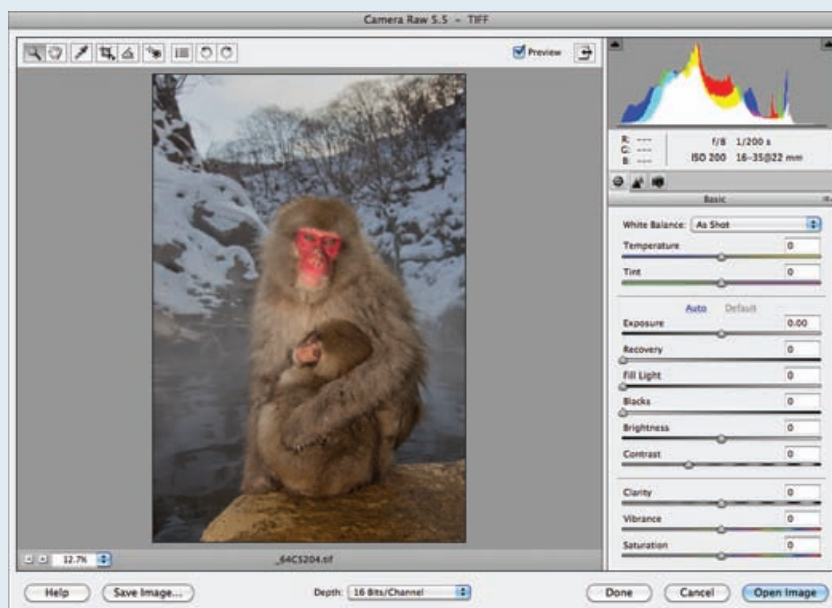 Camera Raw 5.5 - TIFF
Preview
R: ---
G: ---
B: ---
f/8 1/200 s
ISO 200 16-35@22 mm
Basic
White Balance: As Shot
Temperature 0
Tint 0
Auto Default
Exposure 0.00
Recovery 0
Fill Light 0
Blacks 0
Brightness 0
Contrast 0
Clarity 0
Vibrance 0
Saturation 0
12.7% _64C5204.tif
Help Save Image... Depth: 16 Bits/Channel Done Cancel Open Image